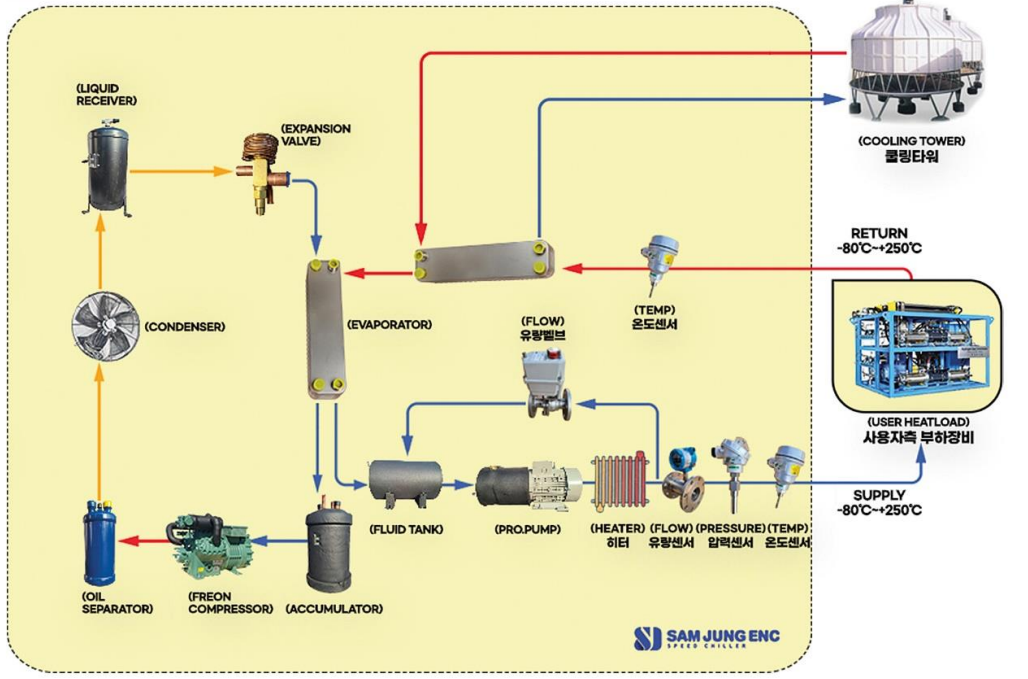 (LIQUID
RECEIVER)
(EXPANSION
VALVE)
(COOLING TOWER)
쿨링타워
RETURN
-80℃~+250℃
(CONDENSER)
(EVAPORATOR)
(FLOW)
유량벨브
(TEMP)
온도센서
(USER HEATLOAD)
사용자측 부하장비
SUPPLY
-80℃~+250℃
(FLUID TANK)
(PRO.PUMP)
(HEATER)
히터
(FLOW)
유량센서
(PRESSURE)
압력센서
(TEMP)
온도센서
(OIL
SEPARATOR)
(FREON
COMPRESSOR)
(ACCUMULATOR)
SAM JUNG ENC
SPEED CHILLER